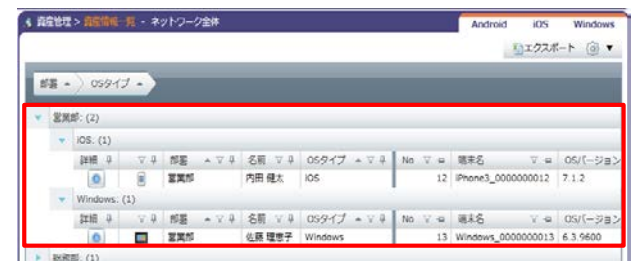 資産管理 > 資産情報一覧 - ネットワーク全体
Android iOS Windows
エクスポート ▼
部署 ▲ OSタイプ ▲
営業部: (2)
iOS: (1)
詳細 部署 名前 OSタイプ No 端末名 OSバージョン
営業部 内田 健太 iOS 12 iPhone3_0000000012 7.1.2
Windows: (1)
詳細 部署 名前 OSタイプ No 端末名 OSバージョン
営業部 佐藤 理恵子 Windows 13 Windows_0000000013 6.3.9600
総務部: (1)